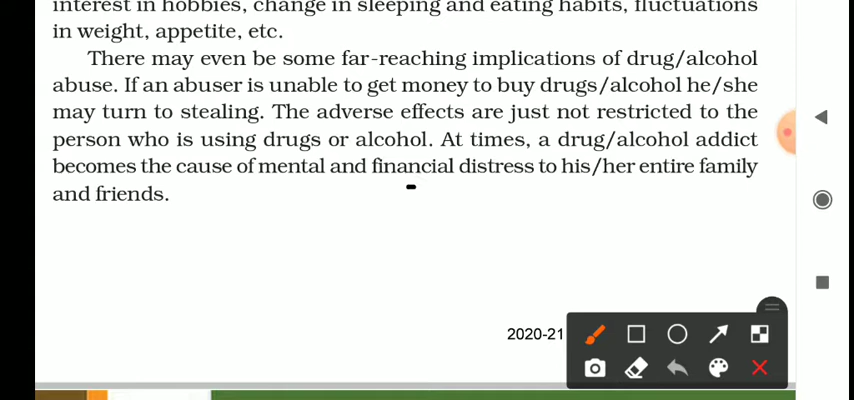 interest in hobbies, change in sleeping and eating habits, fluctuations
in weight, appetite, etc.
There may even be some far-reaching implications of drug/alcohol
abuse. If an abuser is unable to get money to buy drugs/alcohol he/she
may turn to stealing. The adverse effects are just not restricted to the
person who is using drugs or alcohol. At times, a drug/alcohol addict
becomes the cause of mental and financial distress to his/her entire family
and friends.
2020-21